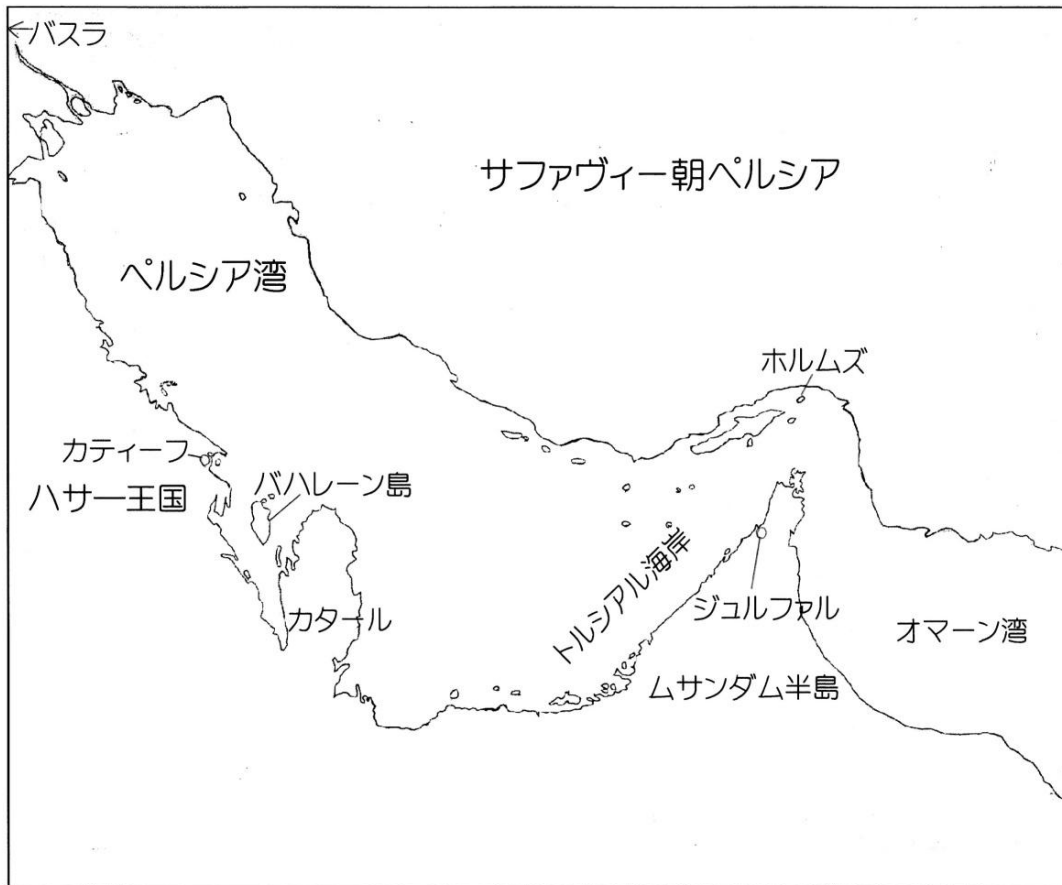 ←バスラ
サファヴィー朝ペルシア
ペルシア湾
ホルムズ
カティーフ
バハレーン島
ハサー王国
トルシアル海岸
ジュルファル
カタール
オマーン湾
ムサンダム半島